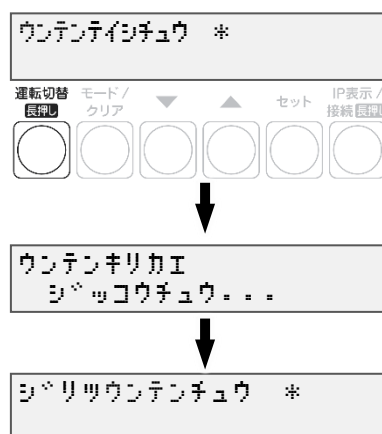 ウンテンテイシチュウ ＊
運転切替
長押し
モード /
クリア
▼
▲
セット
IP表示 /
接続 長押し
ウンテンキリカエ
ジッコウチュウ...
ジリツウンテンチュウ ＊